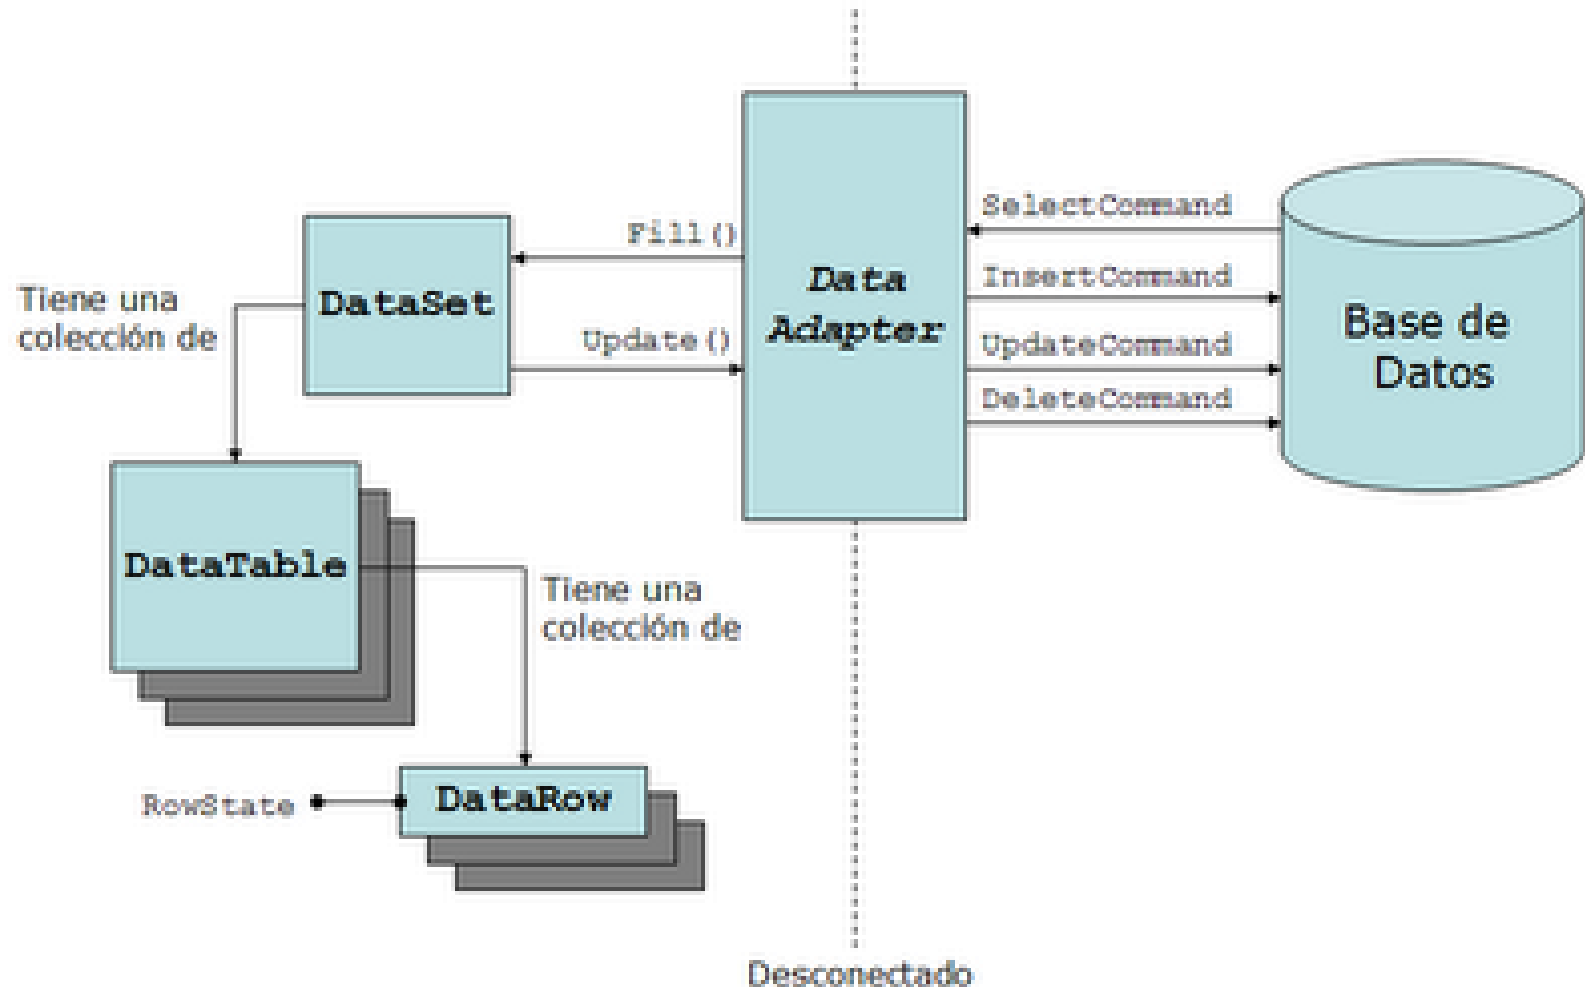 SelectCommand
Fill()
InsertCommand
Data
Adapter
Tiene una
colección de
DataSet
Update()
UpdateCommand
DeleteCommand
Base de
Datos
DataTable
Tiene una
colección de
RowState
DataRow
Desconectado